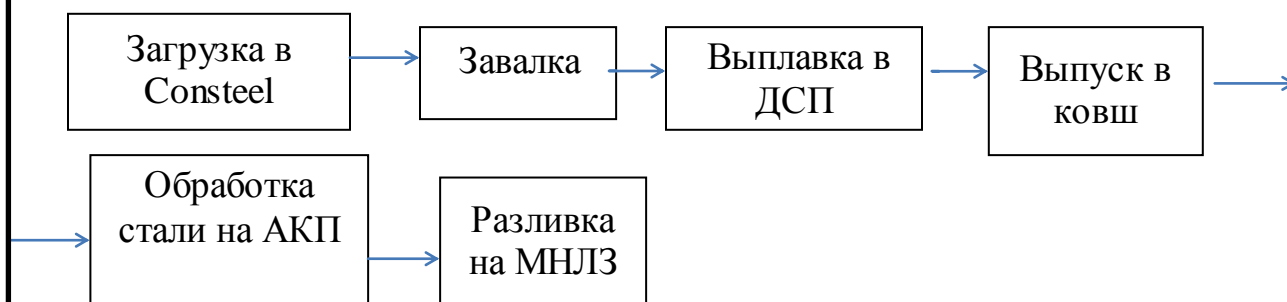 Загрузка в
Consteel
Завалка
Выплавка в
ДСП
Выпуск в
ковш
Обработка
стали на АКП
Разливка
на МНЛЗ